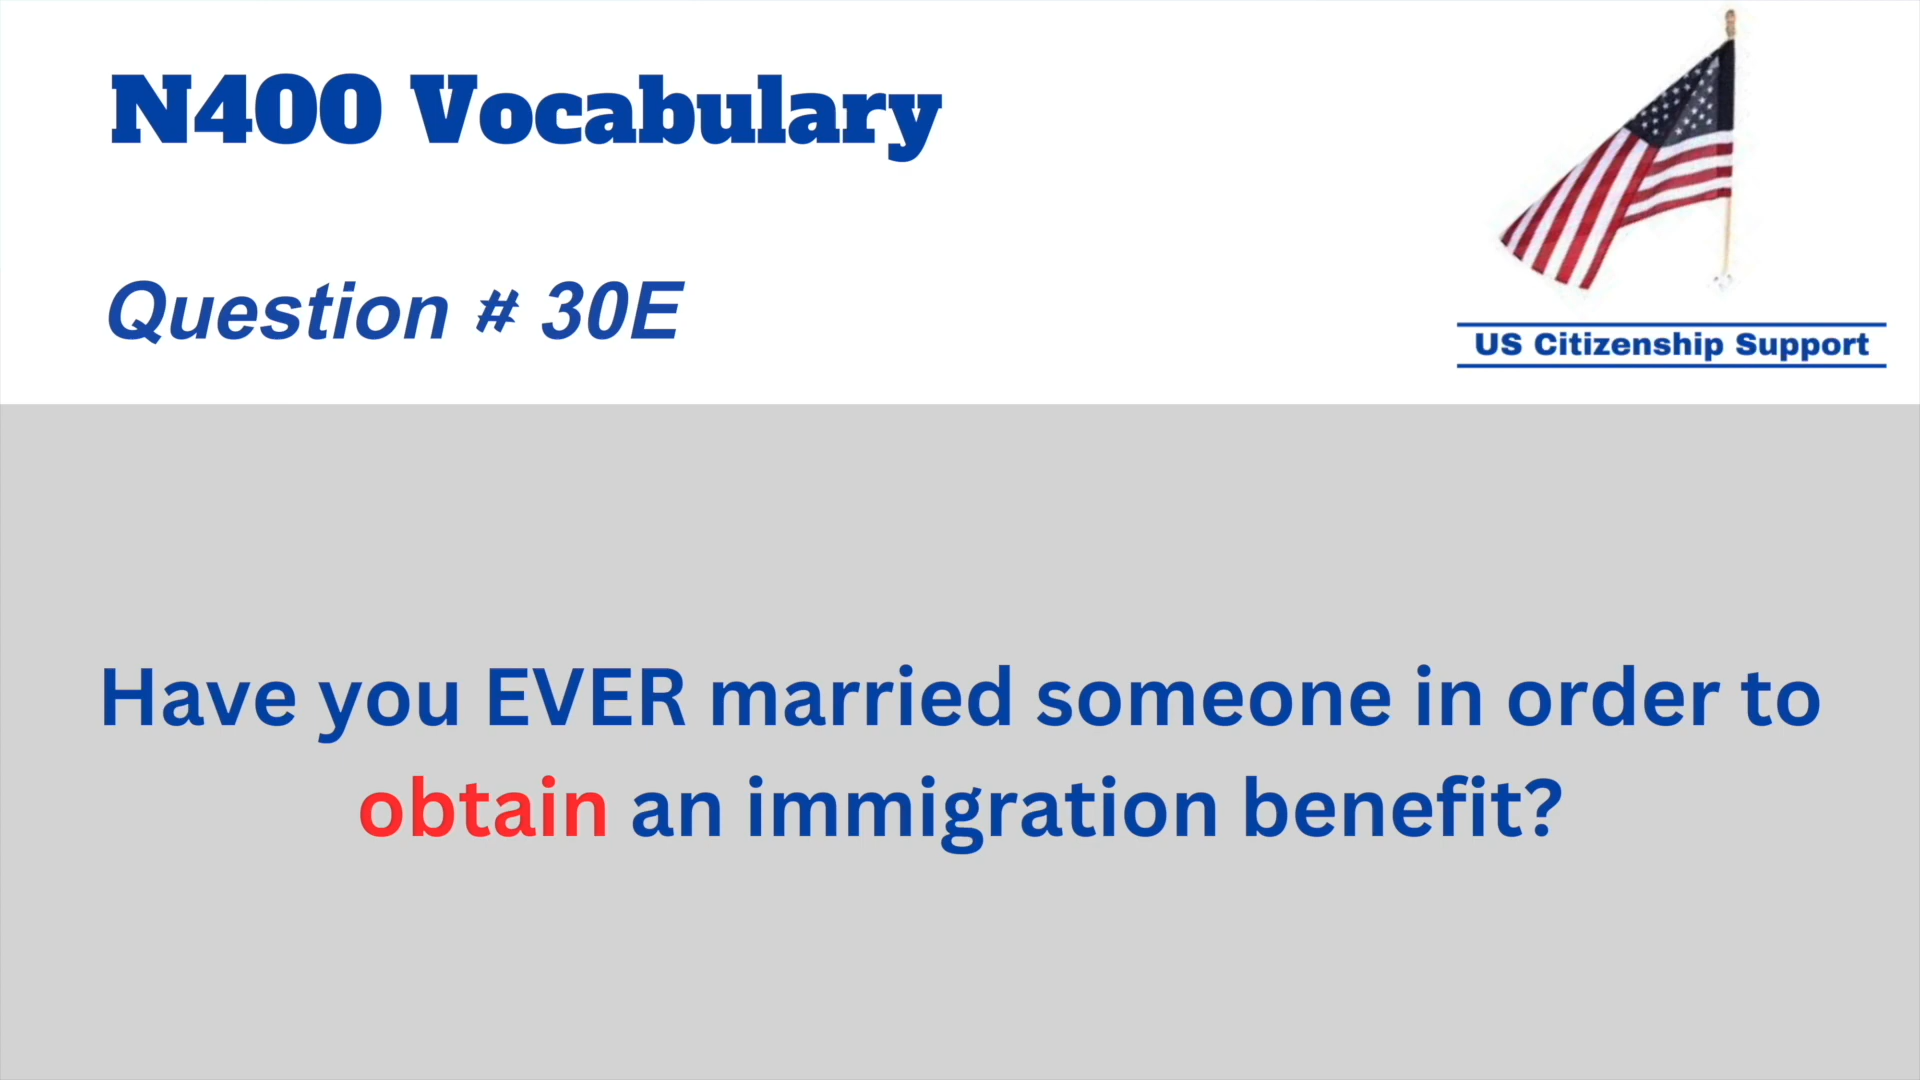 N400 Vocabulary
Question # 30E
US Citizenship Support
Have you EVER married someone in order to
obtain an immigration benefit?